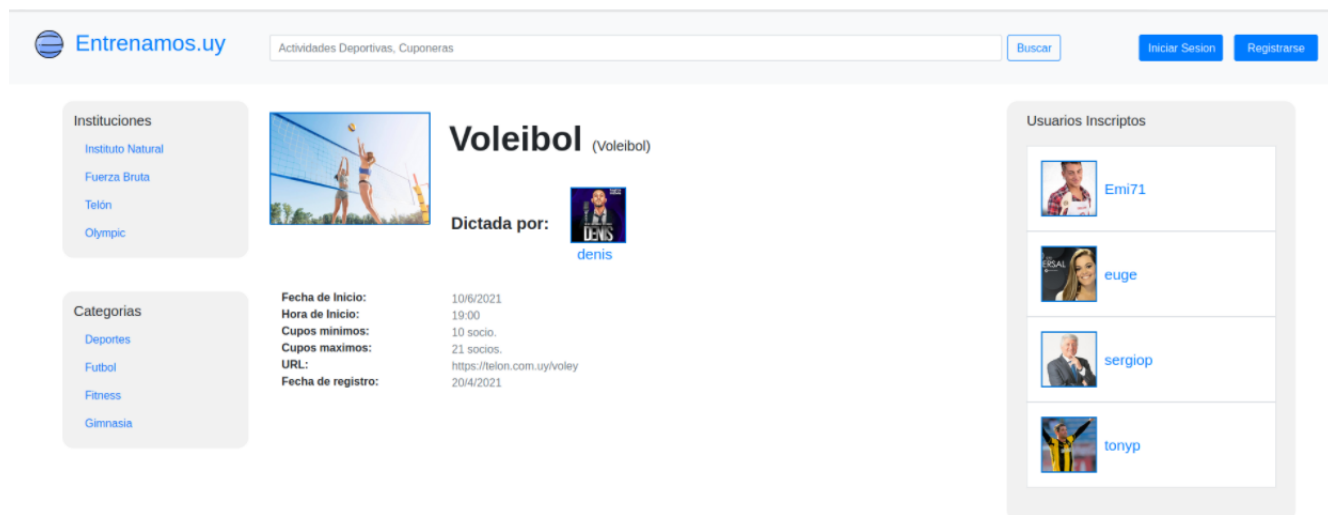 Entrenamos.uy
Actividades Deportivas, Cuponeras
Buscar
Iniciar Sesion
Registrarse
Instituciones
Instituto Natural
Fuerza Bruta
Telón
Olympic
Categorias
Deportes
Futbol
Fitness
Gimnasia
Voleibol (Voleibol)
Dictada por:
DENIS
denis
Fecha de Inicio: 10/6/2021
Hora de Inicio: 19:00
Cupos minimos: 10 socio.
Cupos maximos: 21 socios.
URL: https://telon.com.uy/voley
Fecha de registro: 20/4/2021
Usuarios Inscriptos
Emi71
ERSAL
euge
sergiop
tonyp